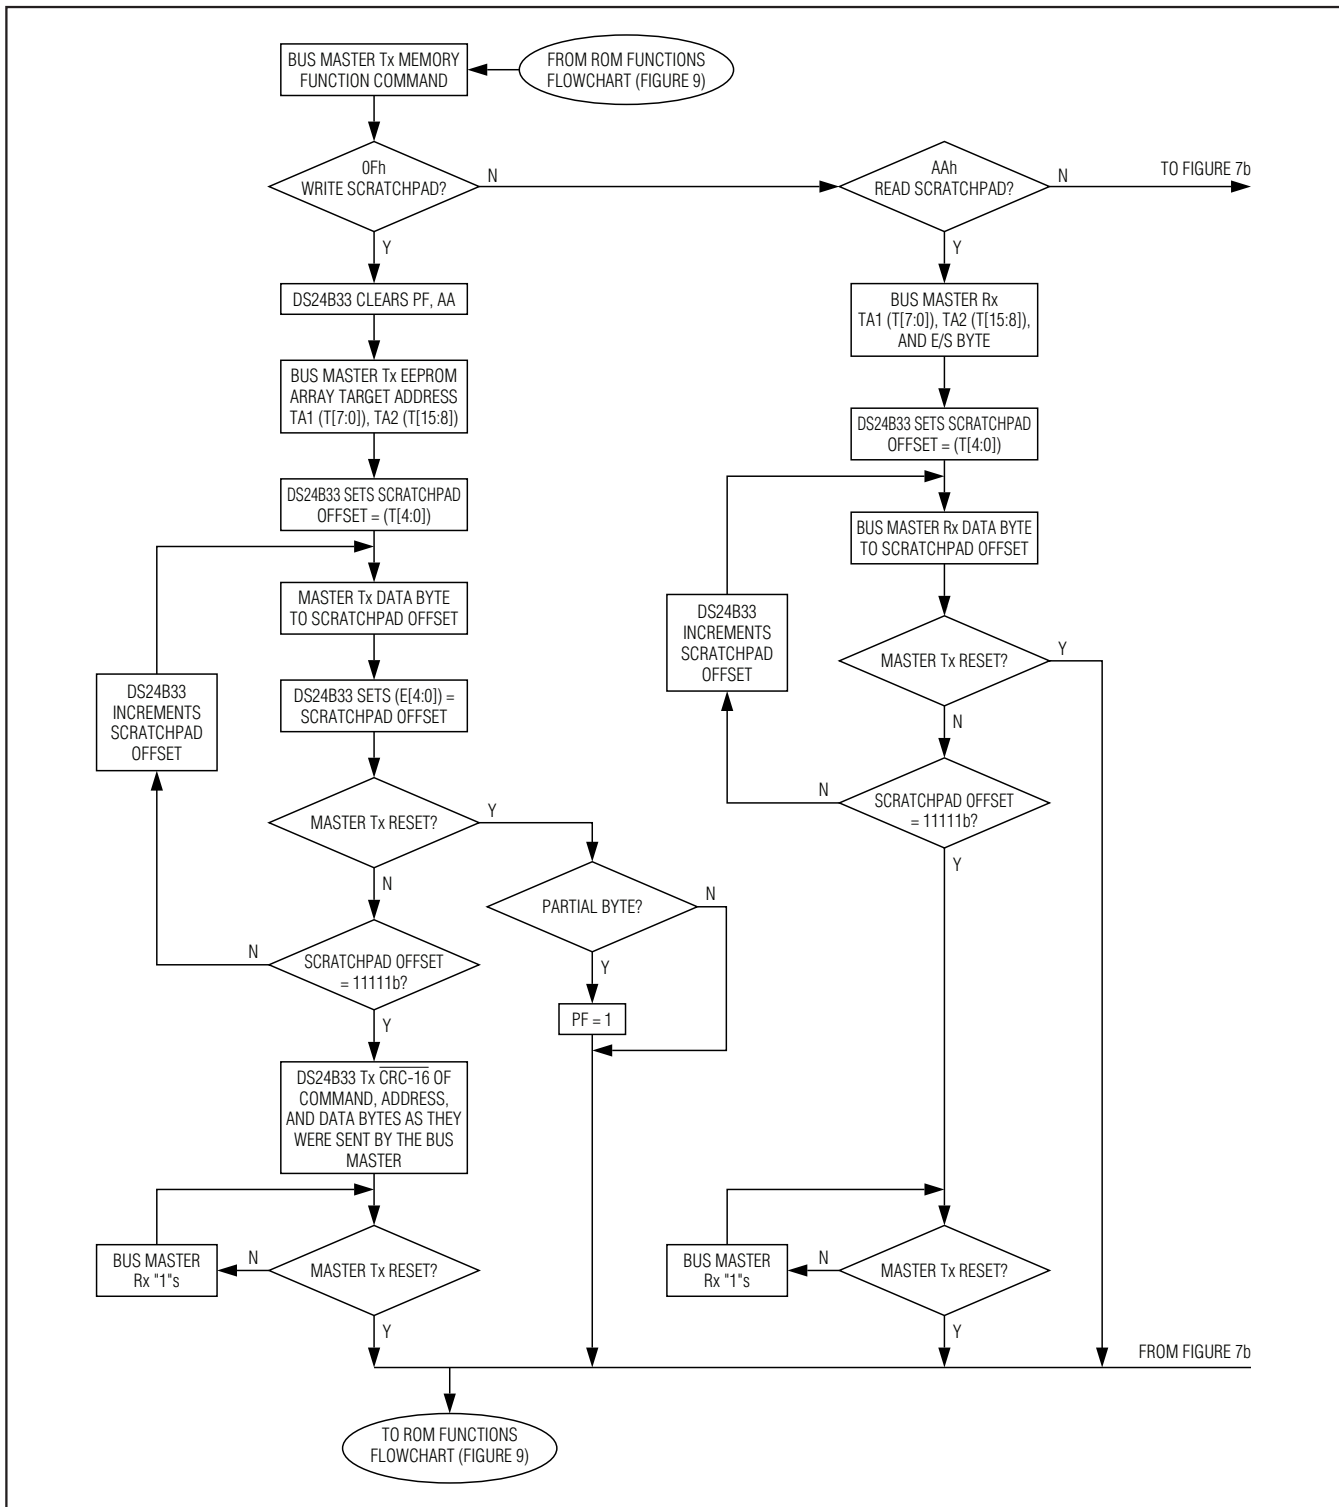 BUS MASTER Tx MEMORY
FUNCTION COMMAND
FROM ROM FUNCTIONS
FLOWCHART (FIGURE 9)
0Fh
WRITE SCRATCHPAD?
N
Y
AAh
READ SCRATCHPAD?
N
Y
TO FIGURE 7b
DS24B33 CLEARS PF, AA
BUS MASTER Tx EEPROM
ARRAY TARGET ADDRESS
TA1 (T[7:0]), TA2 (T[15:8])
DS24B33 SETS SCRATCHPAD
OFFSET = (T[4:0])
MASTER Tx DATA BYTE
TO SCRATCHPAD OFFSET
DS24B33 SETS (E[4:0]) =
SCRATCHPAD OFFSET
DS24B33
INCREMENTS
SCRATCHPAD
OFFSET
MASTER Tx RESET?
Y
N
PARTIAL BYTE?
N
Y
PF = 1
SCRATCHPAD OFFSET
= 11111b?
N
Y
DS24B33 Tx CRC-16 OF
COMMAND, ADDRESS,
AND DATA BYTES AS THEY
WERE SENT BY THE BUS
MASTER
BUS MASTER
Rx "1"s
N
MASTER Tx RESET?
Y
BUS MASTER Rx
TA1 (T[7:0]), TA2 (T[15:8]),
AND E/S BYTE
DS24B33 SETS SCRATCHPAD
OFFSET = (T[4:0])
BUS MASTER Rx DATA BYTE
TO SCRATCHPAD OFFSET
DS24B33
INCREMENTS
SCRATCHPAD
OFFSET
MASTER Tx RESET?
Y
N
SCRATCHPAD OFFSET
= 11111b?
N
Y
BUS MASTER
Rx "1"s
N
MASTER Tx RESET?
Y
FROM FIGURE 7b
TO ROM FUNCTIONS
FLOWCHART (FIGURE 9)